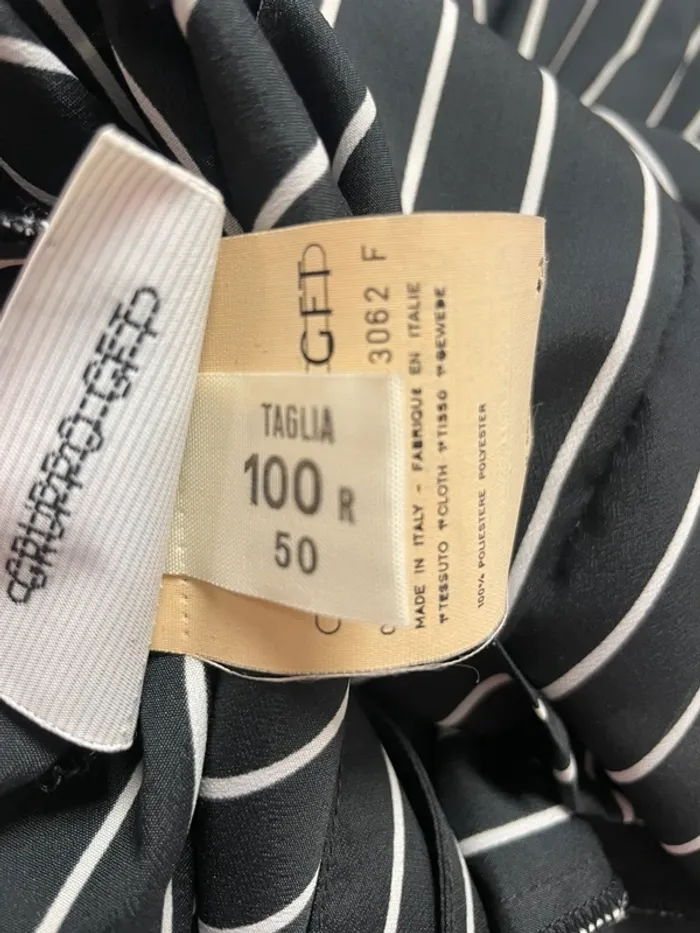 GRUPPO GFT
TAGLIA
100 R
50
GFT
3062 F
MADE IN ITALY - FABRIQUE EN ITALIE
*TESSUTO *CLOTH *TISSO *GEWEBE
100% POLIESTERE POLYESTER